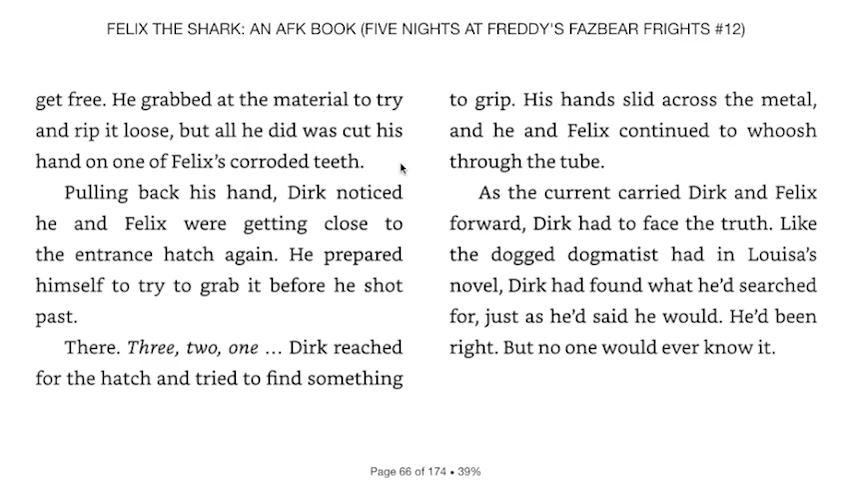 FELIX THE SHARK: AN AFK BOOK (FIVE NIGHTS AT FREDDY'S FAZBEAR FRIGHTS #12)
get free. He grabbed at the material to try
and rip it loose, but all he did was cut his
hand on one of Felix’s corroded teeth.
Pulling back his hand, Dirk noticed
he and Felix were getting close to
the entrance hatch again. He prepared
himself to try to grab it before he shot
past.
There. Three, two, one … Dirk reached
for the hatch and tried to find something
to grip. His hands slid across the metal,
and he and Felix continued to whoosh
through the tube.
As the current carried Dirk and Felix
forward, Dirk had to face the truth. Like
the dogged dogmatist had in Louisa’s
novel, Dirk had found what he’d searched
for, just as he’d said he would. He’d been
right. But no one would ever know it.
Page 66 of 174 • 39%